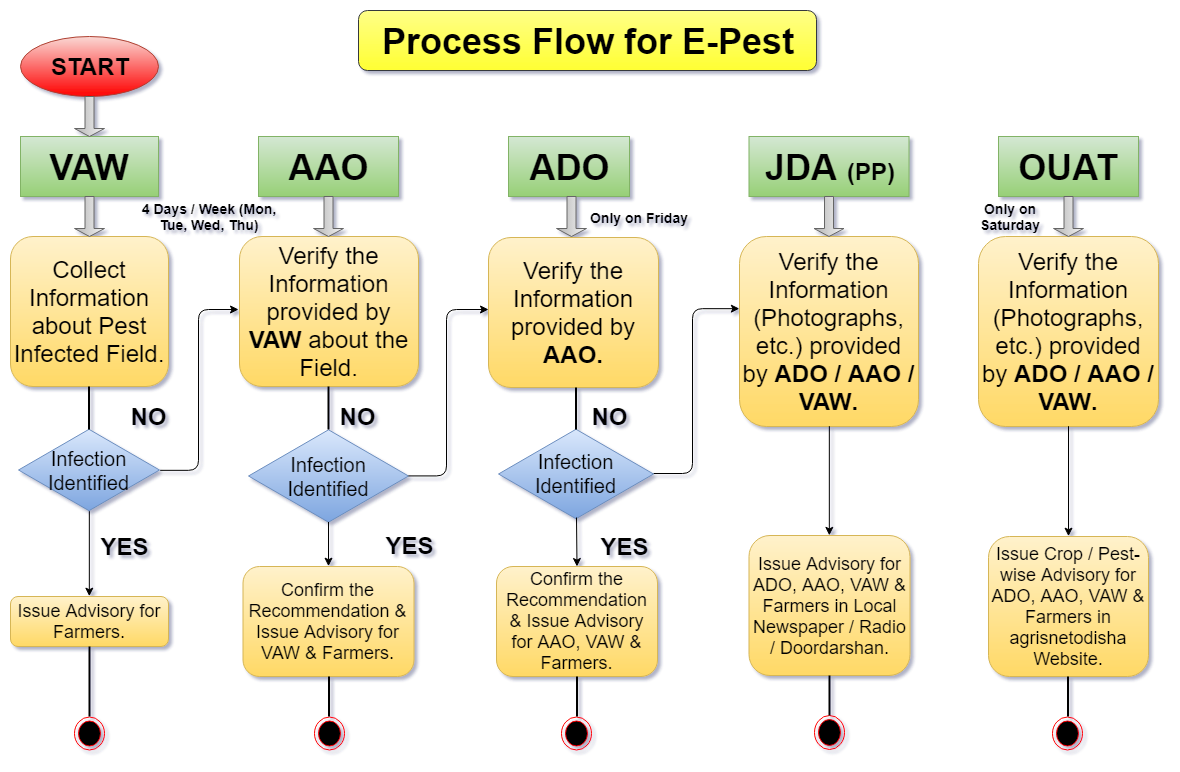 Process Flow for E-Pest
START
VAW
AAO
ADO
JDA (PP)
OUAT
4 Days / Week (Mon,
Tue, Wed, Thu)
Only on Friday
Only on
Saturday
Collect
Information
about Pest
Infected Field.
Verify the
Information
provided by
VAW about the
Field.
Verify the
Information
provided by
AAO.
Verify the
Information
(Photographs,
etc.) provided
by ADO / AAO /
VAW.
Verify the
Information
(Photographs,
etc.) provided
by ADO / AAO /
VAW.
NO
NO
NO
Infection
Identified
Infection
Identified
Infection
Identified
YES
YES
YES
Issue Advisory for
Farmers.
Confirm the
Recommendation &
Issue Advisory for
VAW & Farmers.
Confirm the
Recommendation
& Issue Advisory
for AAO, VAW &
Farmers.
Issue Advisory for
ADO, AAO, VAW &
Farmers in Local
Newspaper / Radio
/ Doordarshan.
Issue Crop / Pest-
wise Advisory for
ADO, AAO, VAW &
Farmers in
agrisnetodisha
Website.